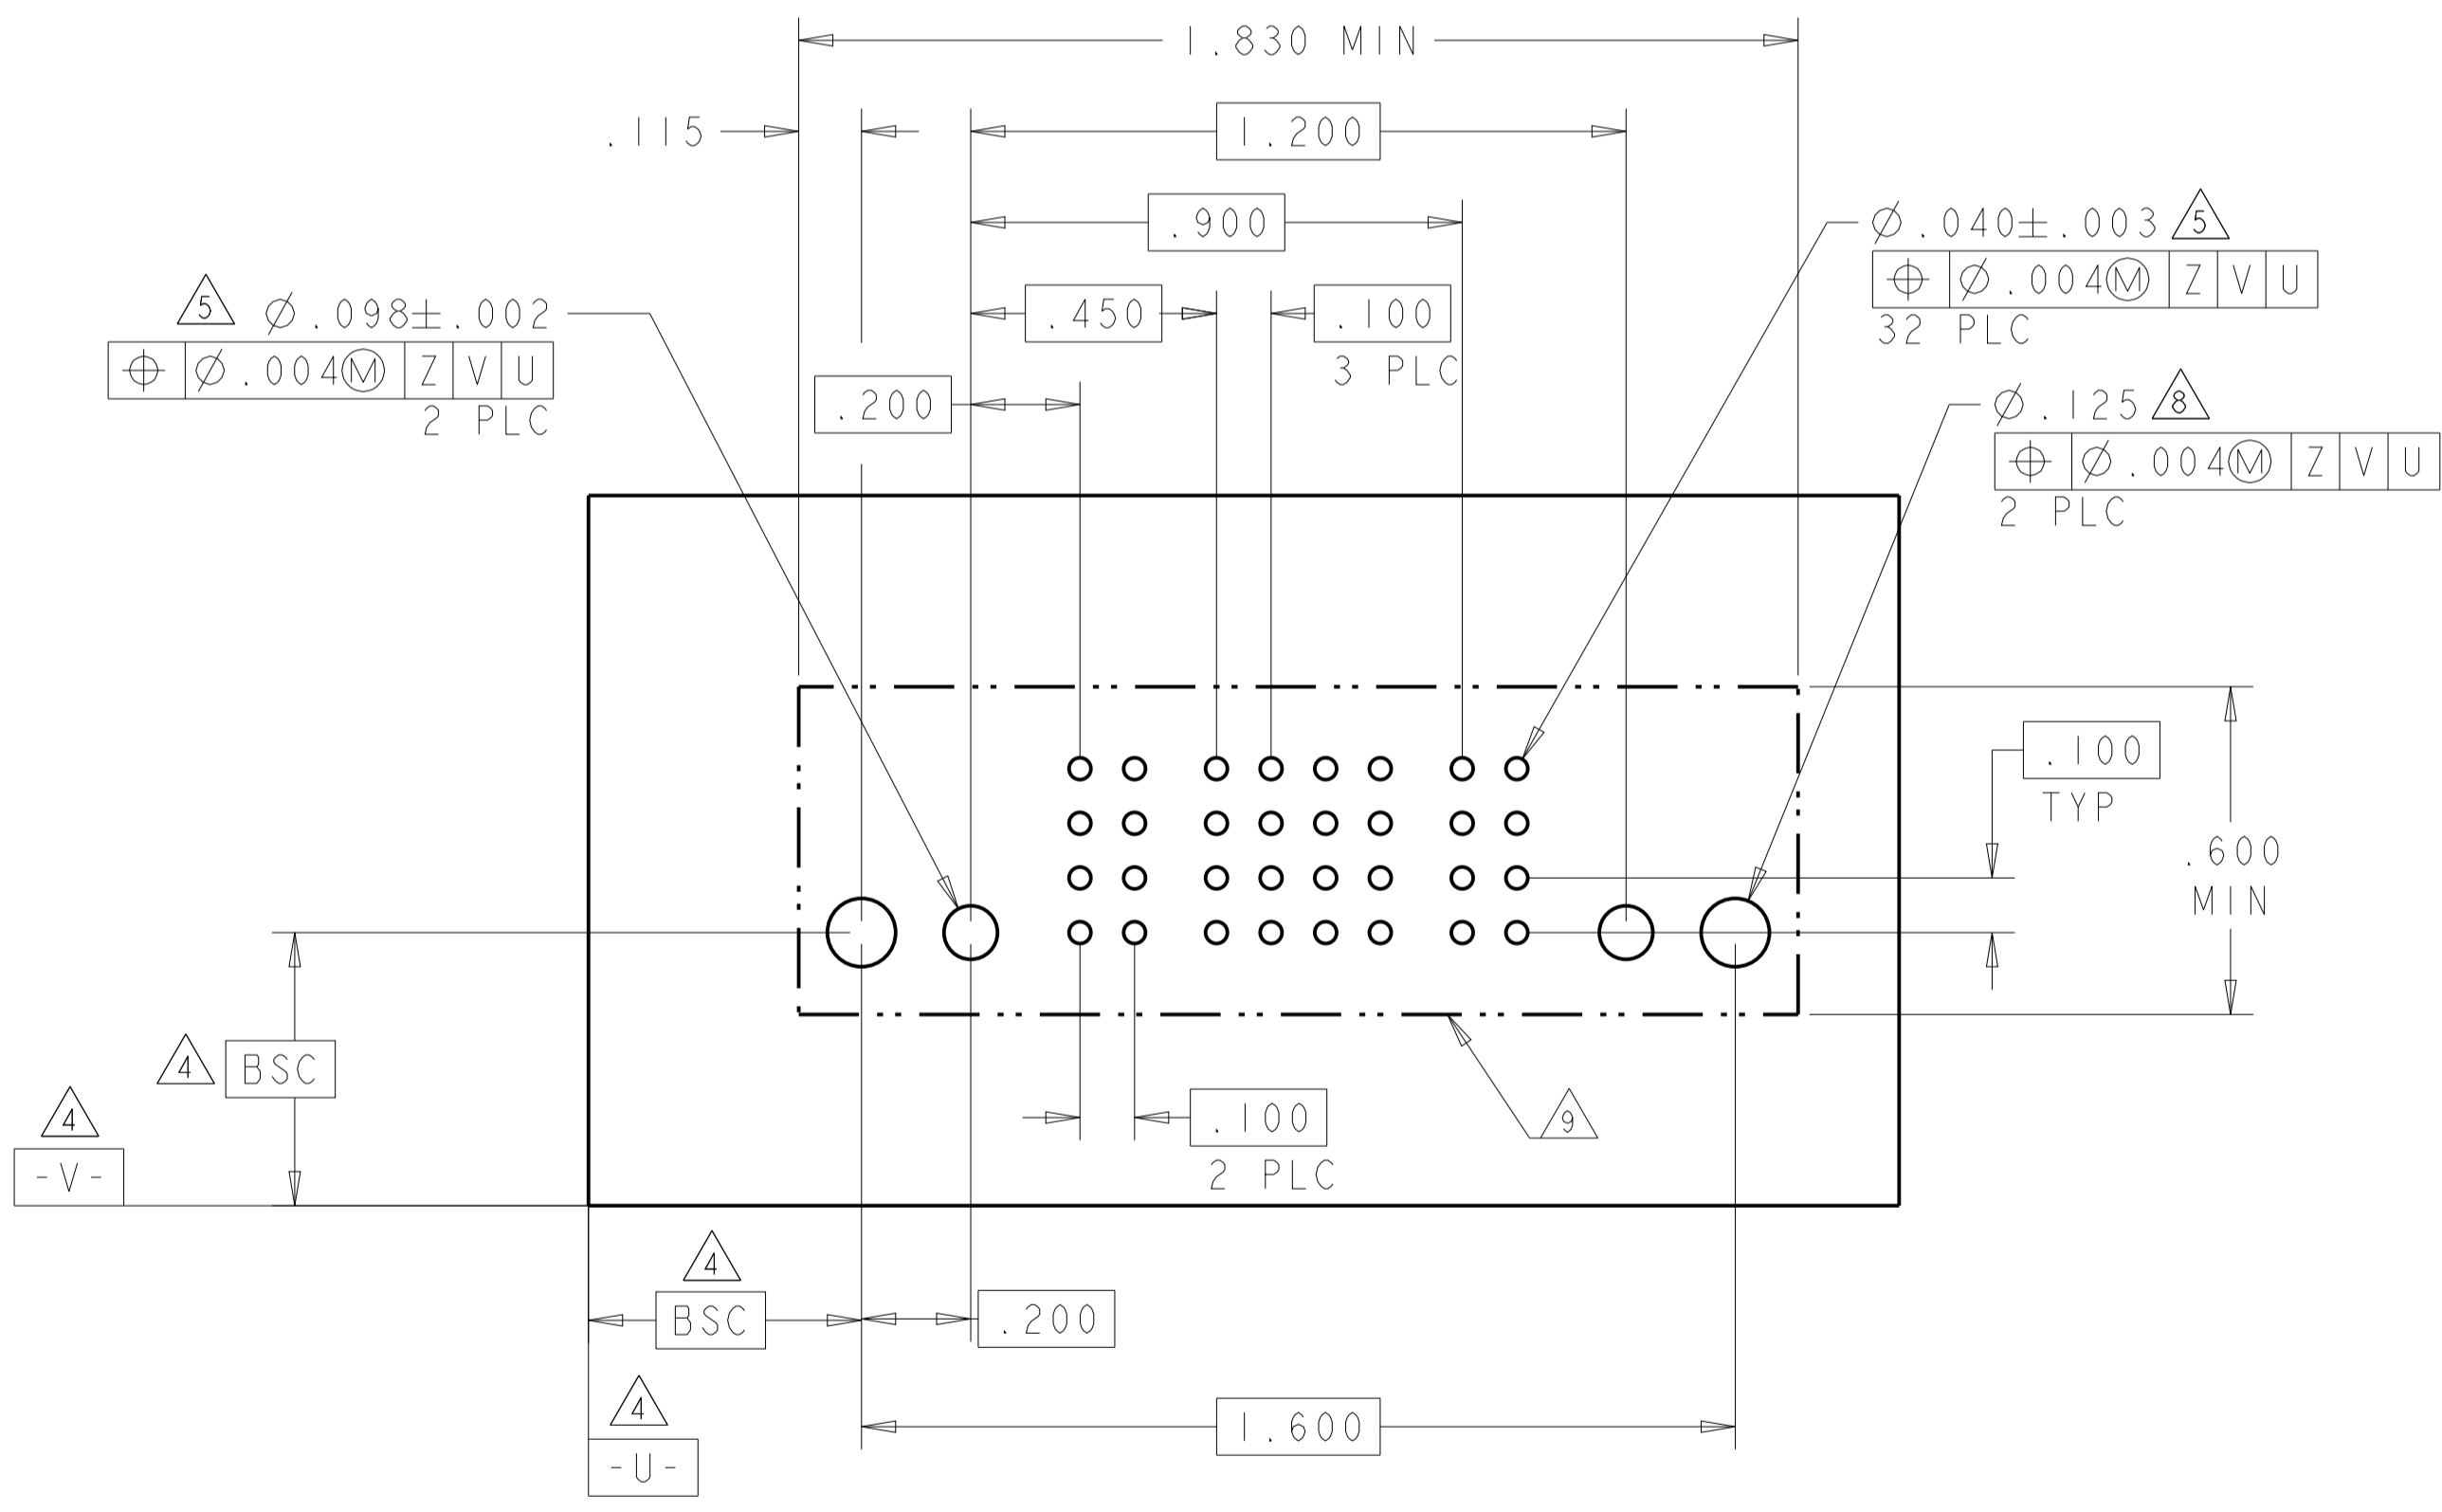 1.830 MIN
.115
1.200
.900
5 ⌀.040±.003
⌖ ⌀.004Ⓜ Z V U
32 PLC
5 ⌀.098±.002
⌖ ⌀.004Ⓜ Z V U
2 PLC
.450
.100
3 PLC
.200
⌀.125 8
⌖ ⌀.004Ⓜ Z V U
2 PLC
.100
TYP
.600
MIN
4 BSC
4
-V-
.100
2 PLC
9
4
BSC
.200
4
-U-
1.600